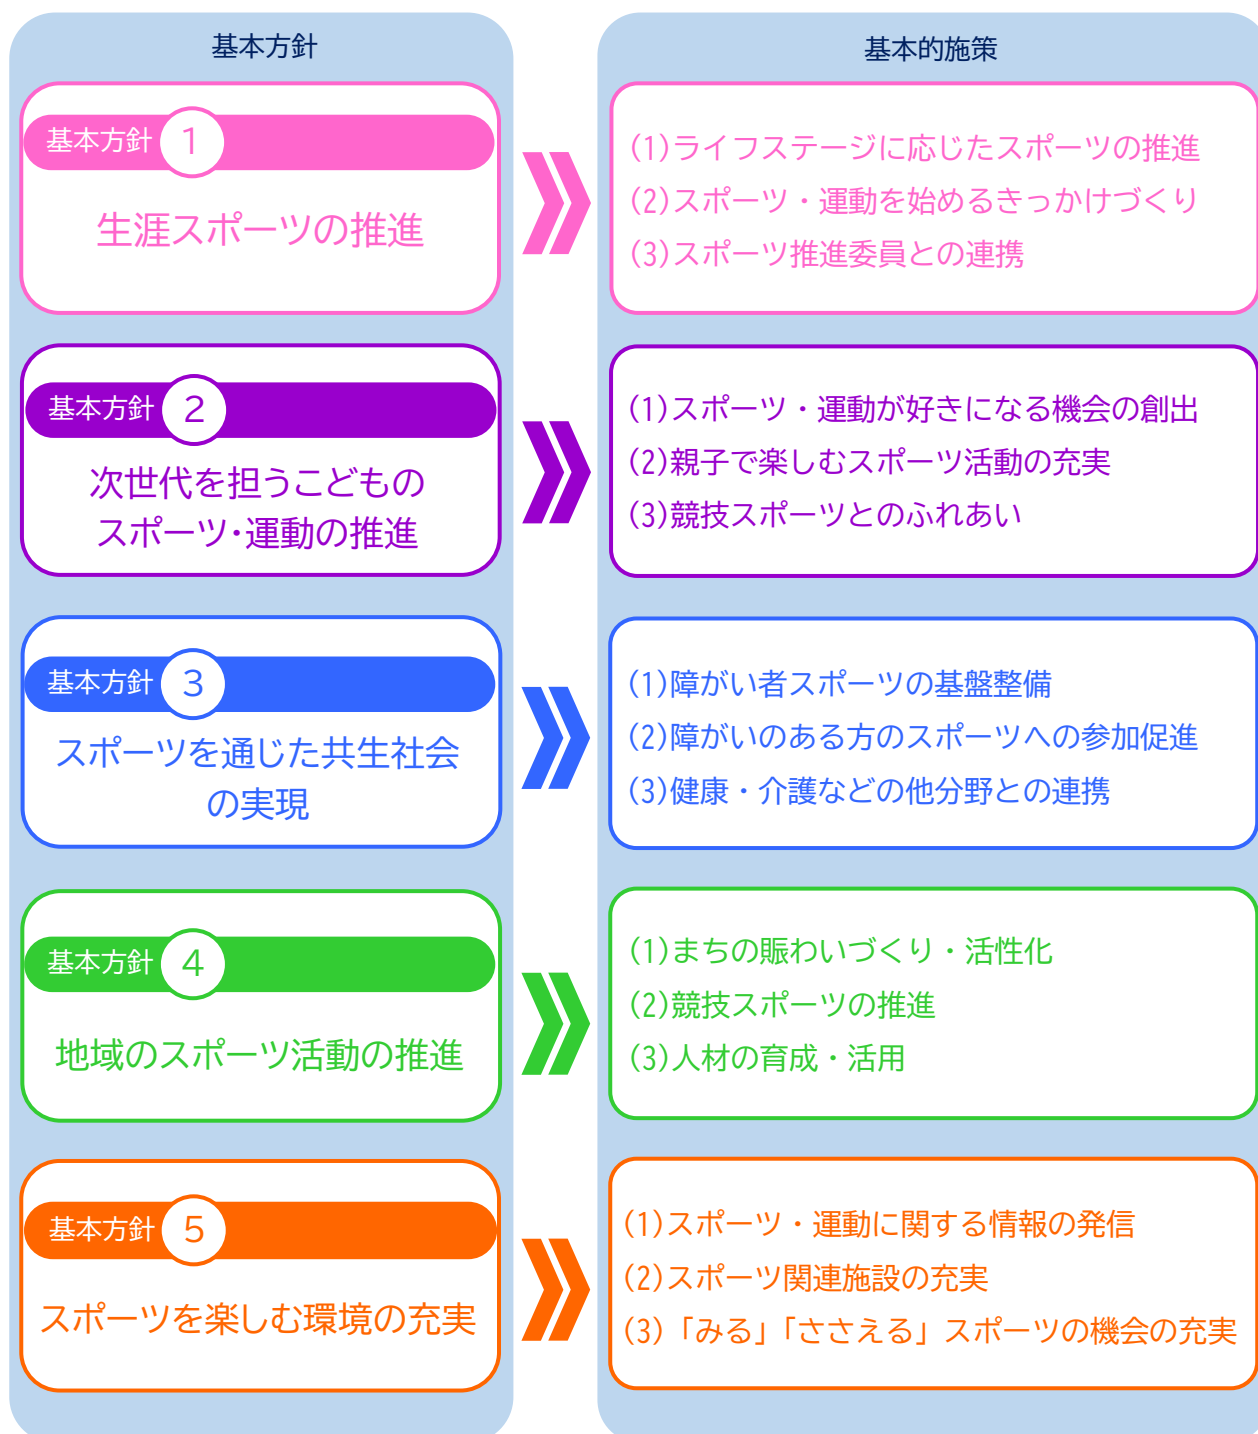 基本方針
基本的施策
基本方針 1
生涯スポーツの推進
(1)ライフステージに応じたスポーツの推進
(2)スポーツ・運動を始めるきっかけづくり
(3)スポーツ推進委員との連携
基本方針 2
次世代を担うこどもの
スポーツ・運動の推進
(1)スポーツ・運動が好きになる機会の創出
(2)親子で楽しむスポーツ活動の充実
(3)競技スポーツとのふれあい
基本方針 3
スポーツを通じた共生社会
の実現
(1)障がい者スポーツの基盤整備
(2)障がいのある方のスポーツへの参加促進
(3)健康・介護などの他分野との連携
基本方針 4
地域のスポーツ活動の推進
(1)まちの賑わいづくり・活性化
(2)競技スポーツの推進
(3)人材の育成・活用
基本方針 5
スポーツを楽しむ環境の充実
(1)スポーツ・運動に関する情報の発信
(2)スポーツ関連施設の充実
(3)「みる」「ささえる」スポーツの機会の充実